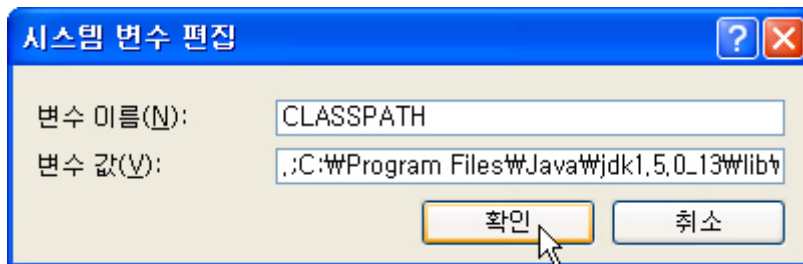 시스템 변수 편집
변수 이름(N): CLASSPATH
변수 값(V): .;C:₩Program Files₩Java₩jdk1.5.0_13₩lib₩
확인 취소